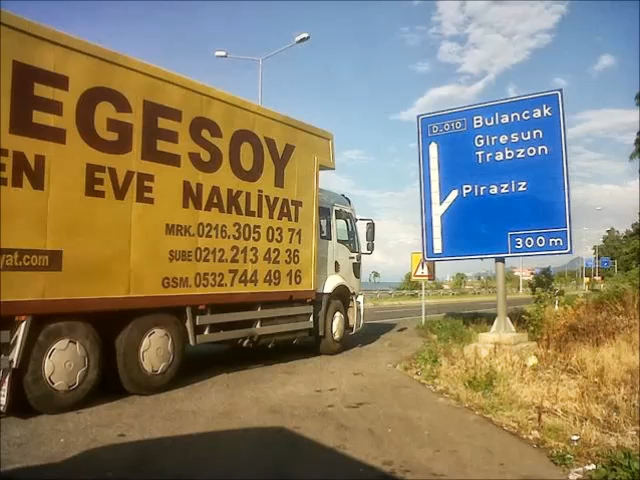 EGESOY
EN EVE NAKLİYAT
MRK. 0216.305 03 71
ŞUBE 0212.213 42 36
GSM. 0532.744 49 16
yat.com
D-010
Bulancak
Giresun
Trabzon
Piraziz
300m